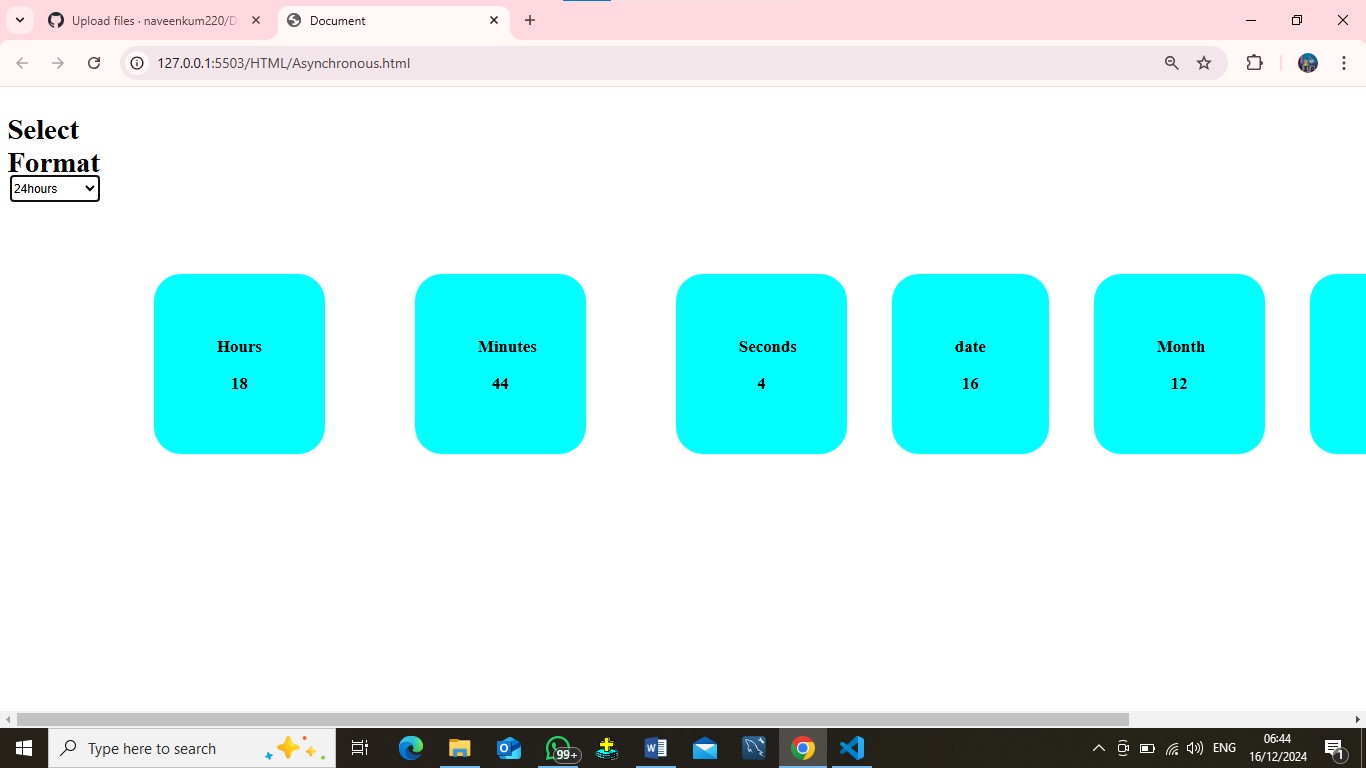 Upload files · naveenkum220/D
Document
127.0.0.1:5503/HTML/Asynchronous.html
Select
Format
24hours
Hours
18
Minutes
44
Seconds
4
date
16
Month
12
Type here to search
99+
ENG
06:44
16/12/2024
1